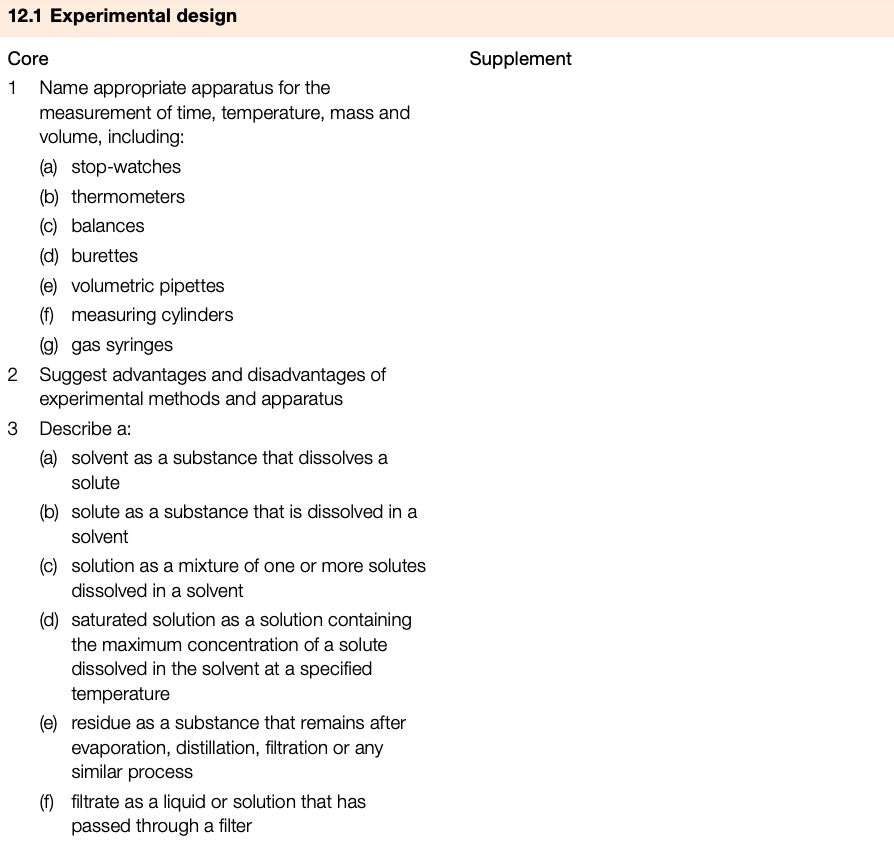 12.1 Experimental design
Core
Supplement
1 Name appropriate apparatus for the
measurement of time, temperature, mass and
volume, including:
(a) stop-watches
(b) thermometers
(c) balances
(d) burettes
(e) volumetric pipettes
(f) measuring cylinders
(g) gas syringes
2 Suggest advantages and disadvantages of
experimental methods and apparatus
3 Describe a:
(a) solvent as a substance that dissolves a
solute
(b) solute as a substance that is dissolved in a
solvent
(c) solution as a mixture of one or more solutes
dissolved in a solvent
(d) saturated solution as a solution containing
the maximum concentration of a solute
dissolved in the solvent at a specified
temperature
(e) residue as a substance that remains after
evaporation, distillation, filtration or any
similar process
(f) filtrate as a liquid or solution that has
passed through a filter